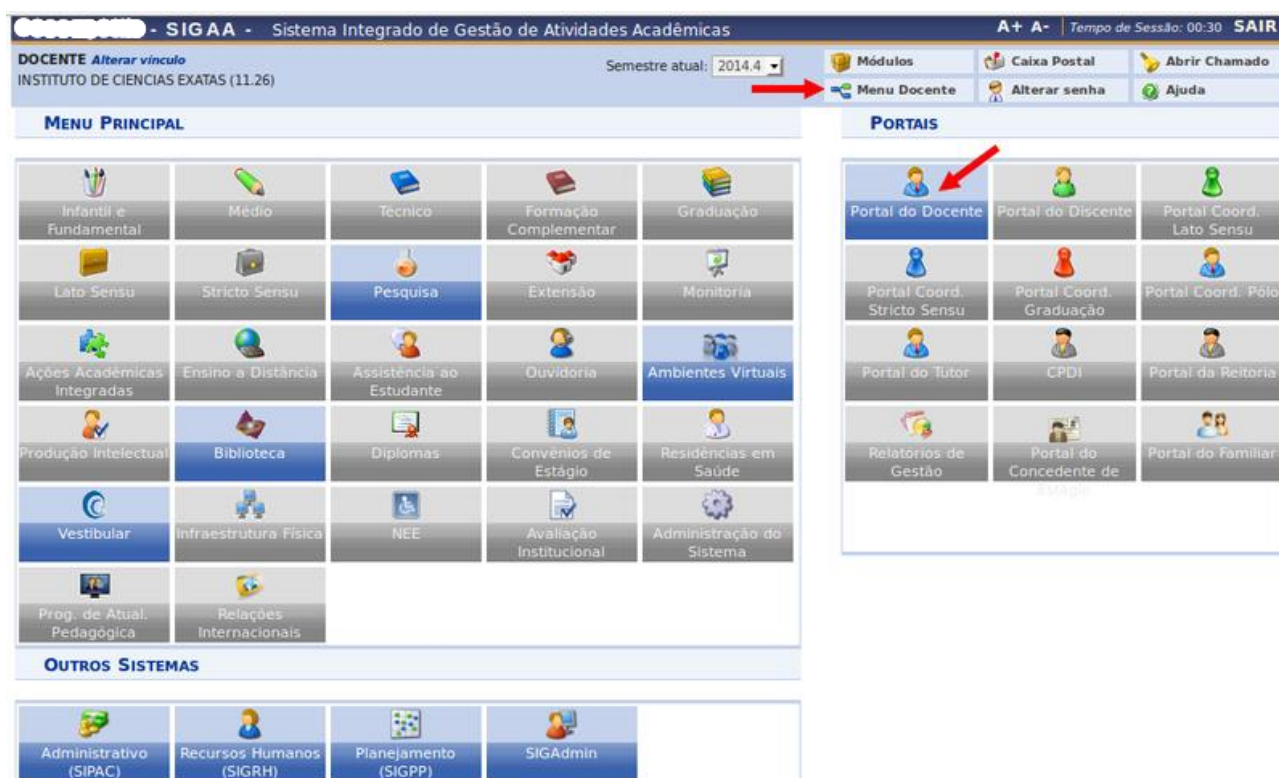 - SIGAA - Sistema Integrado de Gestão de Atividades Acadêmicas A+ A- | Tempo de Sessão: 00:30 SAIR
DOCENTE Alterar vínculo
INSTITUTO DE CIENCIAS EXATAS (11.26)
Semestre atual: 2014.4
Módulos Caixa Postal Abrir Chamado
Menu Docente Alterar senha Ajuda
MENU PRINCIPAL
Infantil e
Fundamental
Médio
Técnico
Formação
Complementar
Graduação
Lato Sensu
Stricto Sensu
Pesquisa
Extensão
Monitoria
Ações Acadêmicas
Integradas
Ensino a Distância
Assistência ao
Estudante
Ouvidoria
Ambientes Virtuais
Produção Intelectual
Biblioteca
Diplomas
Convênios de
Estágio
Residências em
Saúde
Vestibular
Infraestrutura Física
NEE
Avaliação
Institucional
Administração do
Sistema
Prog. de Atual.
Pedagógica
Relações
Internacionais
PORTAIS
Portal do Docente
Portal do Discente
Portal Coord.
Lato Sensu
Portal Coord.
Stricto Sensu
Portal Coord.
Graduação
Portal Coord. Pólo
Portal do Tutor
CPDI
Portal da Reitoria
Relatórios de
Gestão
Portal do
Concedente de
Estágio
Portal do Familiar
OUTROS SISTEMAS
Administrativo
(SIPAC)
Recursos Humanos
(SIGRH)
Planejamento
(SIGPP)
SIGAdmin